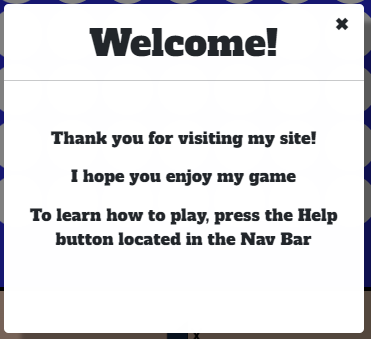 Welcome!
Thank you for visiting my site!
I hope you enjoy my game
To learn how to play, press the Help
button located in the Nav Bar